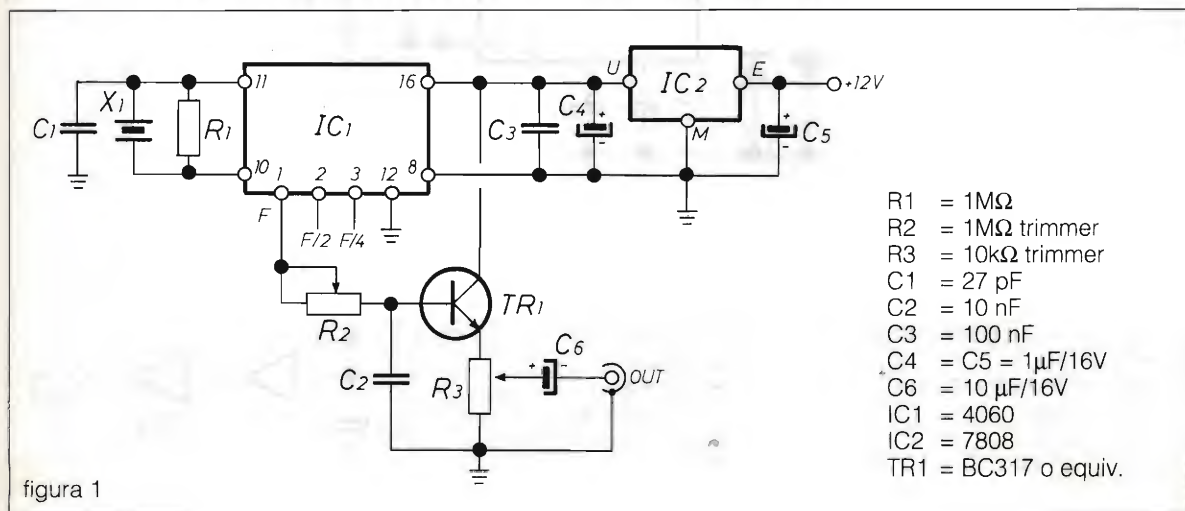 11
16
U
E
+12V
X1
IC2
C1
R1
IC1
C3
C4
+
-
M
+
-
C5
10
1
2
3
12
8
F
F/2
F/4
R2
TR1
C2
R3
C6
+ -
OUT
R1 = 1MΩ
R2 = 1MΩ trimmer
R3 = 10kΩ trimmer
C1 = 27 pF
C2 = 10 nF
C3 = 100 nF
C4 = C5 = 1µF/16V
C6 = 10 µF/16V
IC1 = 4060
IC2 = 7808
TR1 = BC317 o equiv.
figura 1